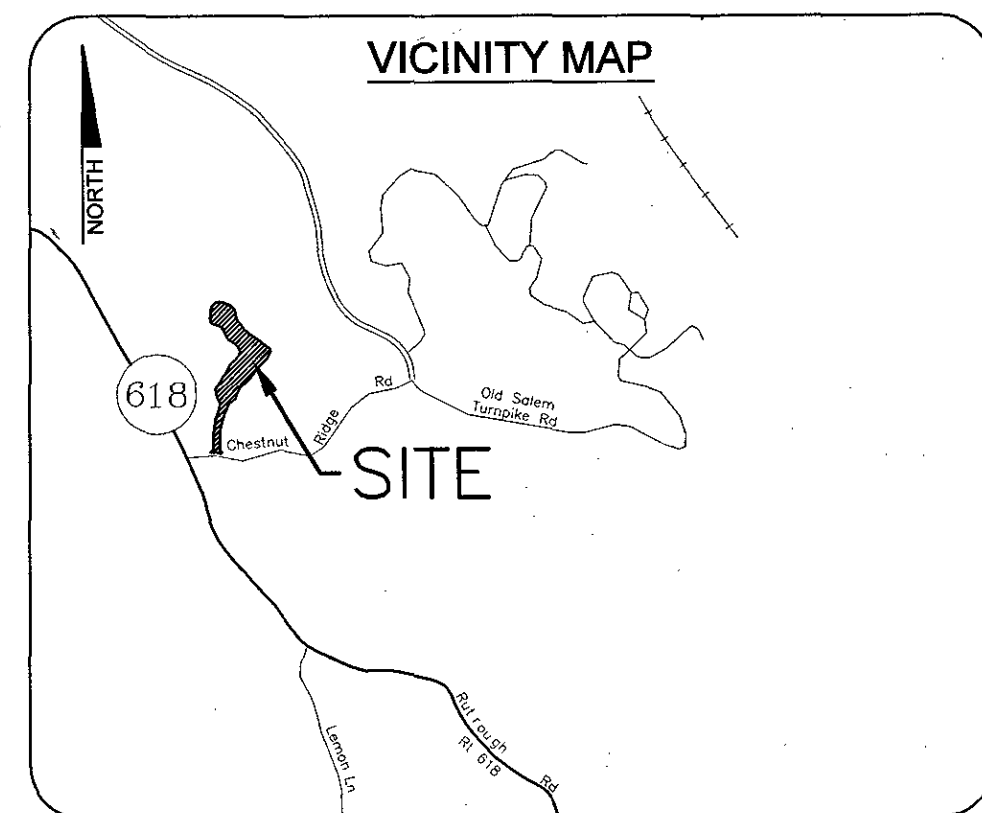 VICINITY MAP
NORTH
618
Rd
Old Salem
Turnpike Rd
Ridge
Chestnut
SITE
Rutrough
Rt 618
Rd
Lemon Ln